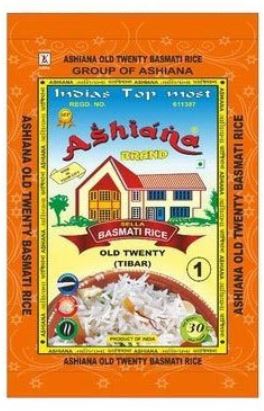 ASHIANA OLD TWENTY BASMATI RICE
GROUP OF ASHIANA
Indias Top most
REGD. NO. 611307
Ashiana
BRAND
SELLA
BASMATI RICE
OLD TWENTY
(TIBAR)
1
30
PRODUCT OF INDIA
ASHIANA OLD TWENTY BASMATI RICE
ASHIANA OLD TWENTY BASMATI RICE
ASHIANA OLD TWENTY BASMATI RICE